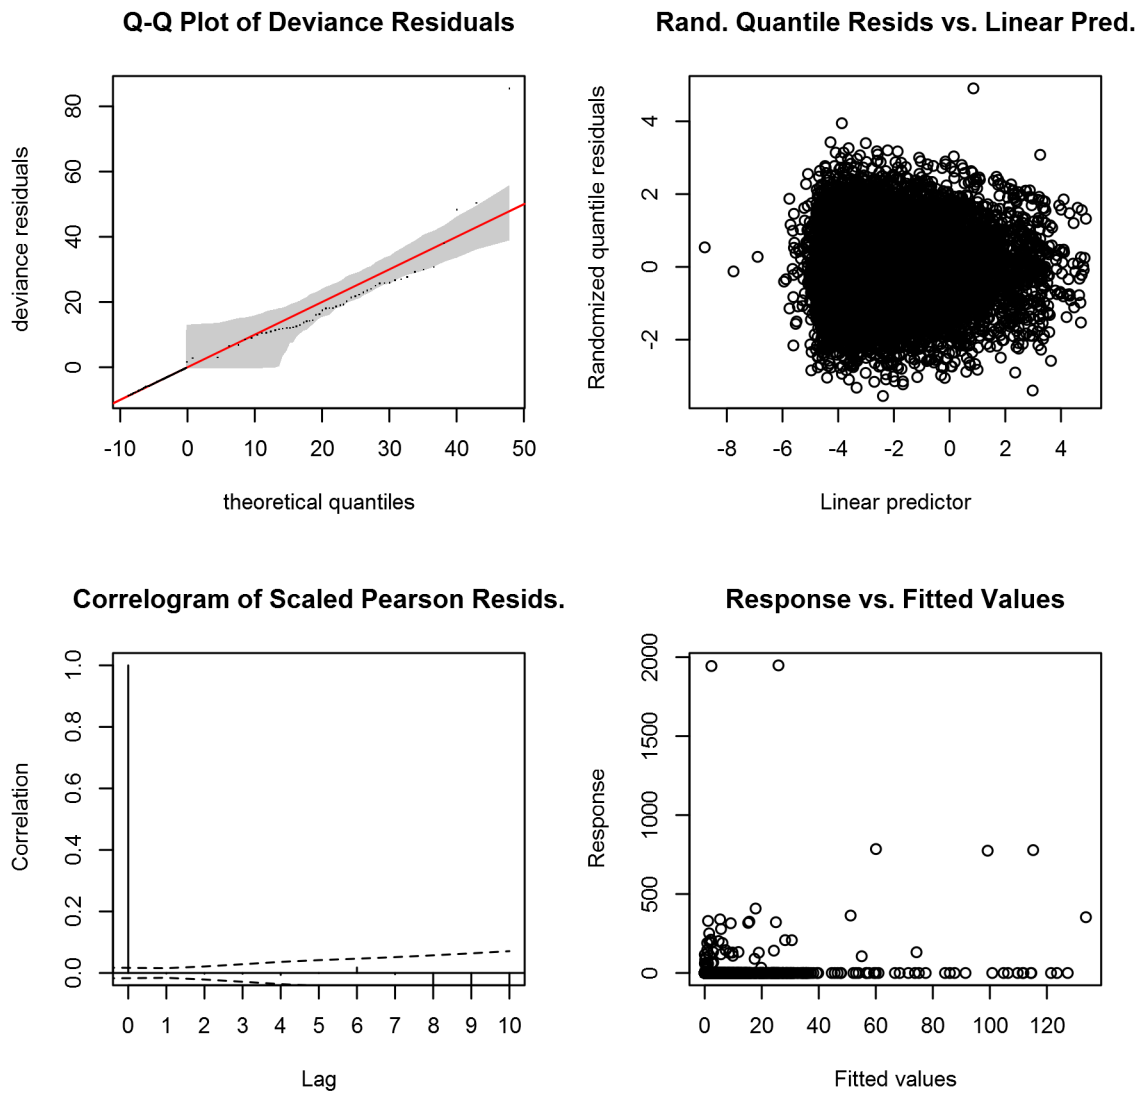 Q-Q Plot of Deviance Residuals
deviance residuals
80
60
40
20
0
-10 0 10 20 30 40 50
theoretical quantiles
Rand. Quantile Resids vs. Linear Pred.
Randomized quantile residuals
4
2
0
-2
-8 -6 -4 -2 0 2 4
Linear predictor
Correlogram of Scaled Pearson Resids.
Correlation
1.0
0.8
0.6
0.4
0.2
0.0
0 1 2 3 4 5 6 7 8 9 10
Lag
Response vs. Fitted Values
Response
2000
1500
1000
500
0
0 20 40 60 80 100 120
Fitted values